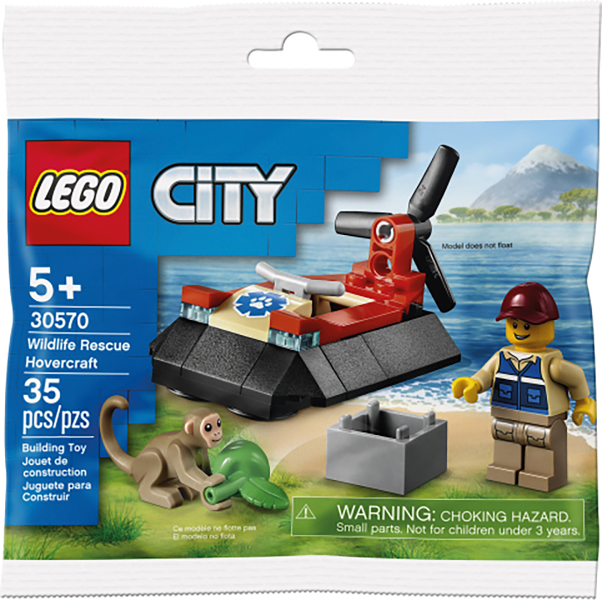 LEGO
CITY
5+
30570
Wildlife Rescue
Hovercraft
35
pcs/pzs
Building Toy
Jouet de
construction
Juguete para
Construir
Model does not float
Ce modèle ne flotte pas
El modelo no flota
WARNING: CHOKING HAZARD.
Small parts. Not for children under 3 years.